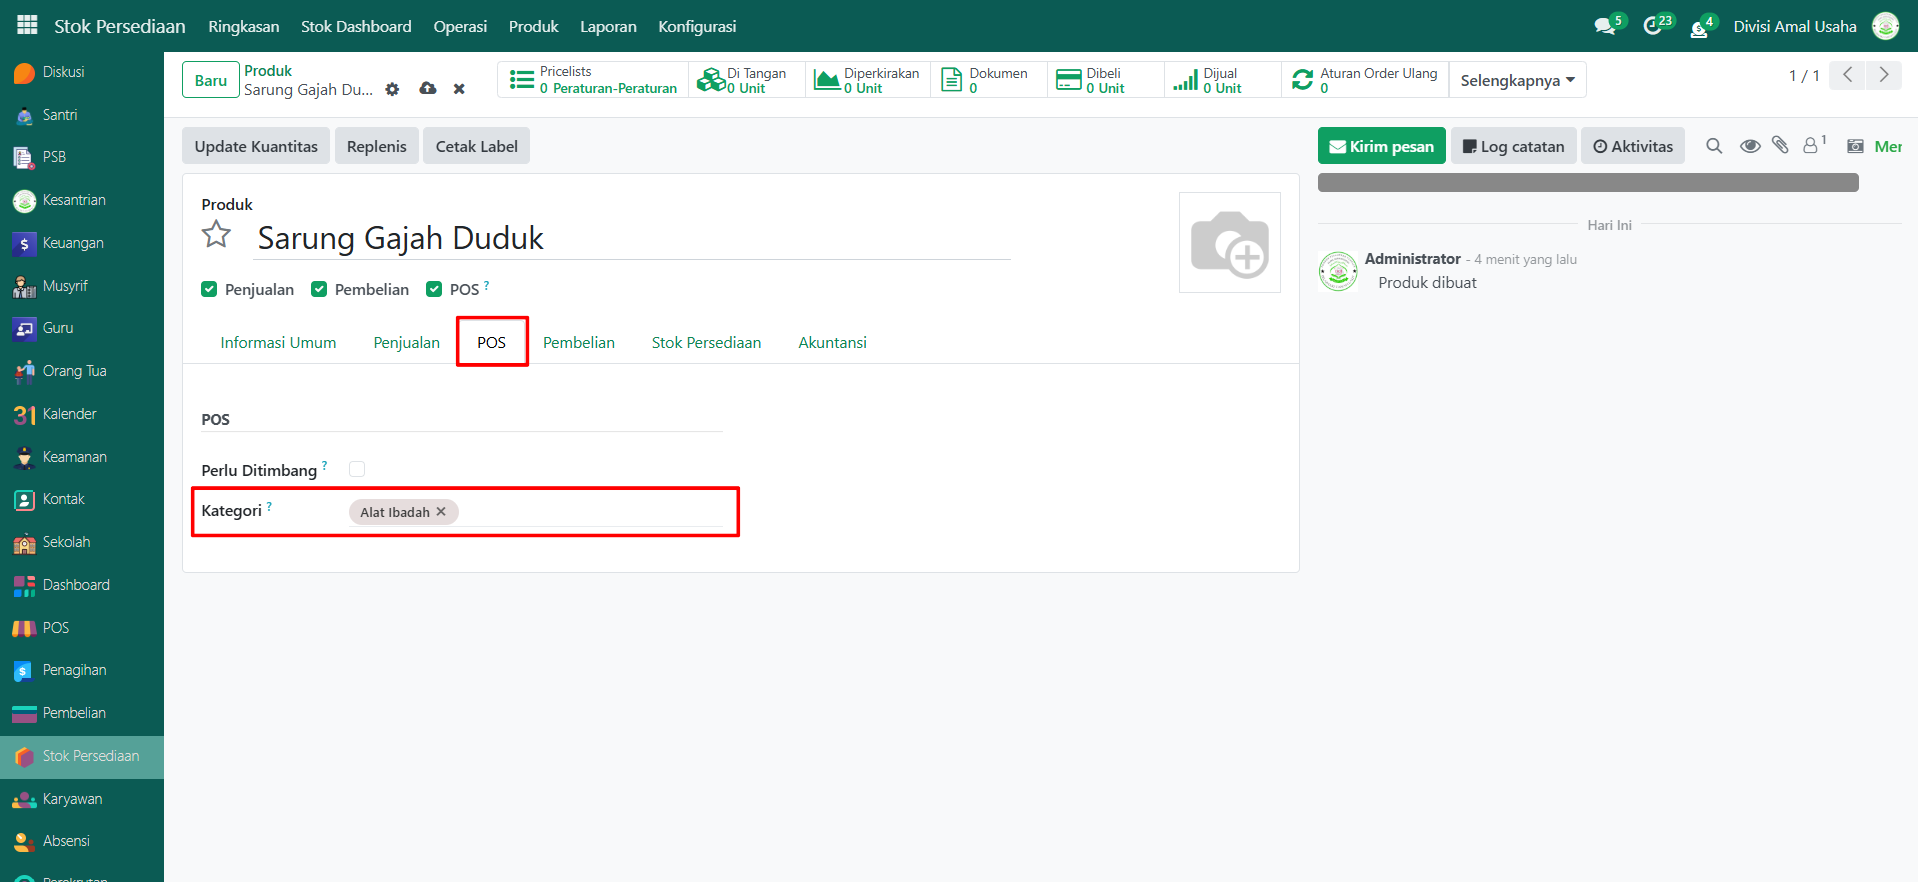 Stok Persediaan Ringkasan Stok Dashboard Operasi Produk Laporan Konfigurasi 5 23 4 Divisi Amal Usaha
Diskusi
Santri
PSB
Kesantrian
Keuangan
Musyrif
Guru
Orang Tua
31 Kalender
Keamanan
Kontak
Sekolah
Dashboard
POS
Penagihan
Pembelian
Stok Persediaan
Karyawan
Absensi
Baru
Produk
Sarung Gajah Du...
Pricelists
0 Peraturan-Peraturan
Di Tangan
0 Unit
Diperkirakan
0 Unit
Dokumen
0
Dibeli
0 Unit
Dijual
0 Unit
Aturan Order Ulang
0
Selengkapnya
1 / 1
Update Kuantitas Replenis Cetak Label
Kirim pesan Log catatan Aktivitas 1 Mer
Produk
Sarung Gajah Duduk
Penjualan Pembelian POS ?
Informasi Umum Penjualan POS Pembelian Stok Persediaan Akuntansi
POS
Perlu Ditimbang ?
Kategori ? Alat Ibadah ×
Hari Ini
Administrator - 4 menit yang lalu
Produk dibuat